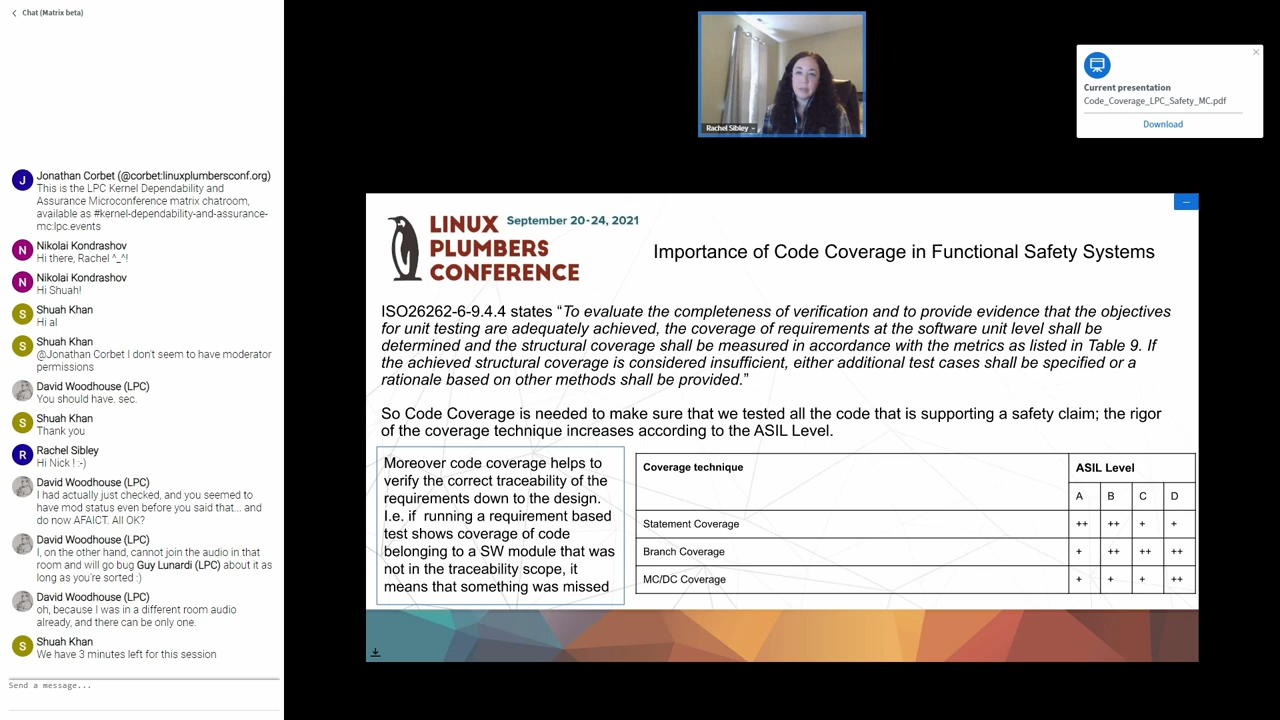 Chat (Matrix beta)
Jonathan Corbet (@corbet:linuxplumbersconf.org)
This is the LPC Kernel Dependability and
Assurance Microconference matrix chatroom,
available as #kernel-dependability-and-assurance-
mc:lpc.events
N
Nikolai Kondrashov
Hi there, Rachel ^_^!
N
Nikolai Kondrashov
Hi Shuah!
S
Shuah Khan
Hi al
S
Shuah Khan
@Jonathan Corbet I don't seem to have moderator
permissions
David Woodhouse (LPC)
You should have. sec.
S
Shuah Khan
Thank you
R
Rachel Sibley
Hi Nick ! :-)
David Woodhouse (LPC)
I had actually just checked, and you seemed to
have mod status even before you said that... and
do now AFAICT. All OK?
David Woodhouse (LPC)
I, on the other hand, cannot join the audio in that
room and will go bug Guy Lunardi (LPC) about it as
long as you're sorted :)
David Woodhouse (LPC)
oh, because I was in a different room audio
already, and there can be only one.
S
Shuah Khan
We have 3 minutes left for this session
Send a message...
Rachel Sibley
Current presentation
Code_Coverage_LPC_Safety_MC.pdf
Download
LINUX September 20-24, 2021
PLUMBERS
CONFERENCE
Importance of Code Coverage in Functional Safety Systems
ISO26262-6-9.4.4 states “To evaluate the completeness of verification and to provide evidence that the objectives
for unit testing are adequately achieved, the coverage of requirements at the software unit level shall be
determined and the structural coverage shall be measured in accordance with the metrics as listed in Table 9. If
the achieved structural coverage is considered insufficient, either additional test cases shall be specified or a
rationale based on other methods shall be provided.”
So Code Coverage is needed to make sure that we tested all the code that is supporting a safety claim; the rigor
of the coverage technique increases according to the ASIL Level.
Moreover code coverage helps to
verify the correct traceability of the
requirements down to the design.
I.e. if running a requirement based
test shows coverage of code
belonging to a SW module that was
not in the traceability scope, it
means that something was missed
Coverage technique ASIL Level
A B C D
Statement Coverage ++ ++ + +
Branch Coverage + ++ ++ ++
MC/DC Coverage + + + ++